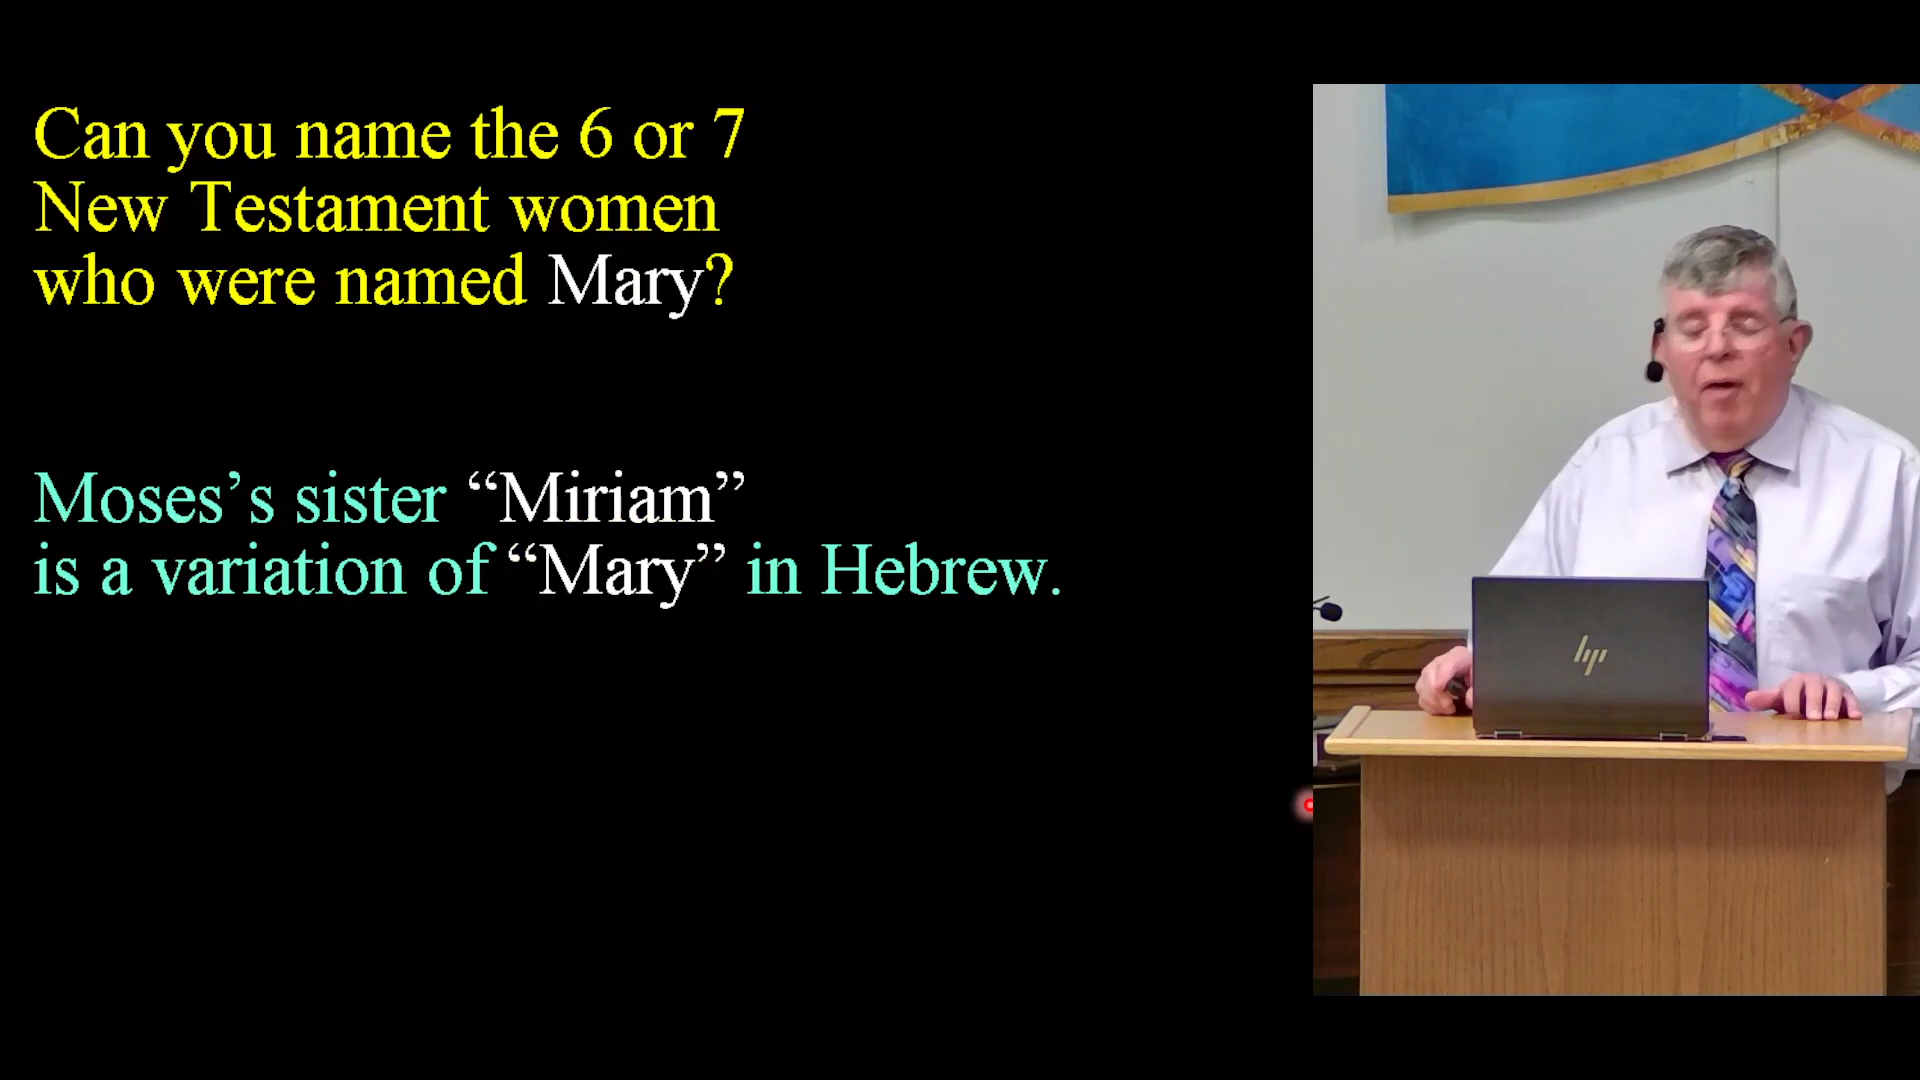 Can you name the 6 or 7
New Testament women
who were named Mary?
Moses’s sister “Miriam”
is a variation of “Mary” in Hebrew.
hp